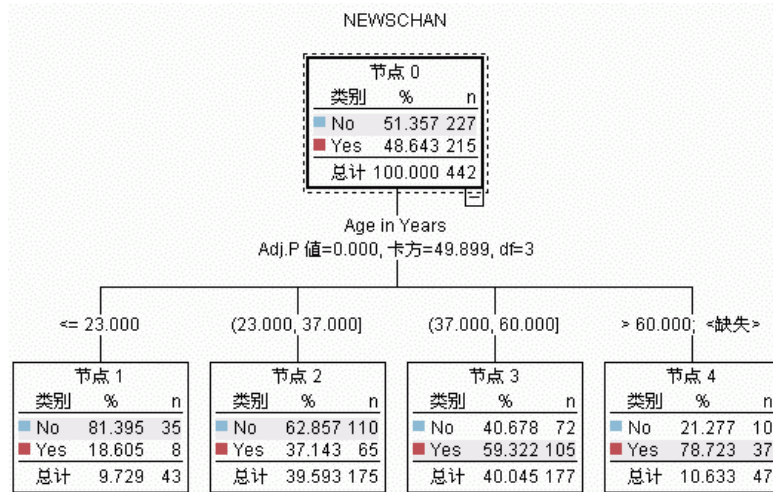 NEWSCHAN
节点 0
类别 % n
No 51.357 227
Yes 48.643 215
总计 100.000 442
Age in Years
Adj.P 值=0.000, 卡方=49.899, df=3
<= 23.000
(23.000, 37.000]
(37.000, 60.000]
> 60.000; <缺失>
节点 1
类别 % n
No 81.395 35
Yes 18.605 8
总计 9.729 43
节点 2
类别 % n
No 62.857 110
Yes 37.143 65
总计 39.593 175
节点 3
类别 % n
No 40.678 72
Yes 59.322 105
总计 40.045 177
节点 4
类别 % n
No 21.277 10
Yes 78.723 37
总计 10.633 47